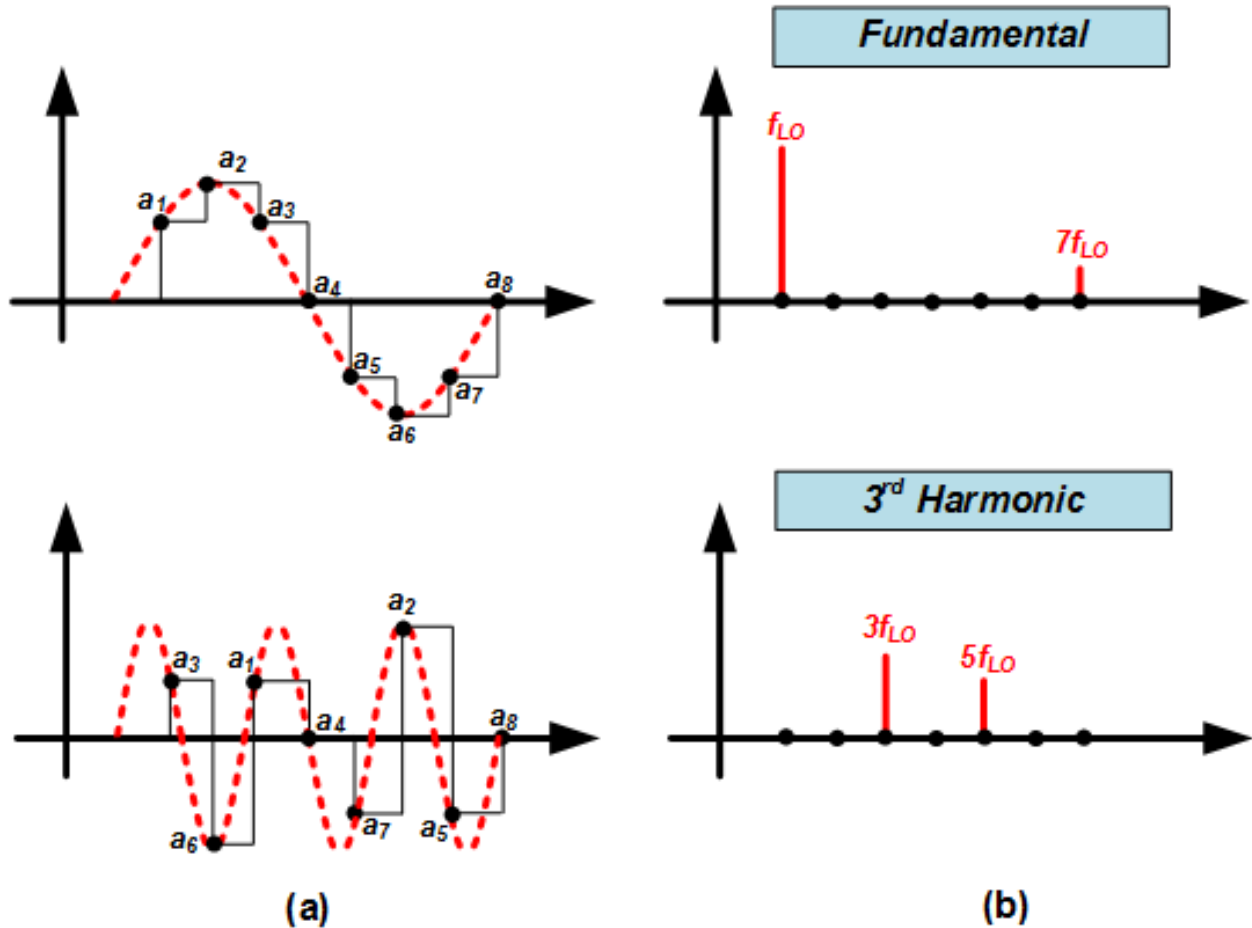 Fundamental
a2
a1
a3
a4
a8
a5
a7
a6
fLO
7fLO
3rd Harmonic
a2
a3
a1
a4
a8
a7
a5
a6
3fLO
5fLO
(a)
(b)